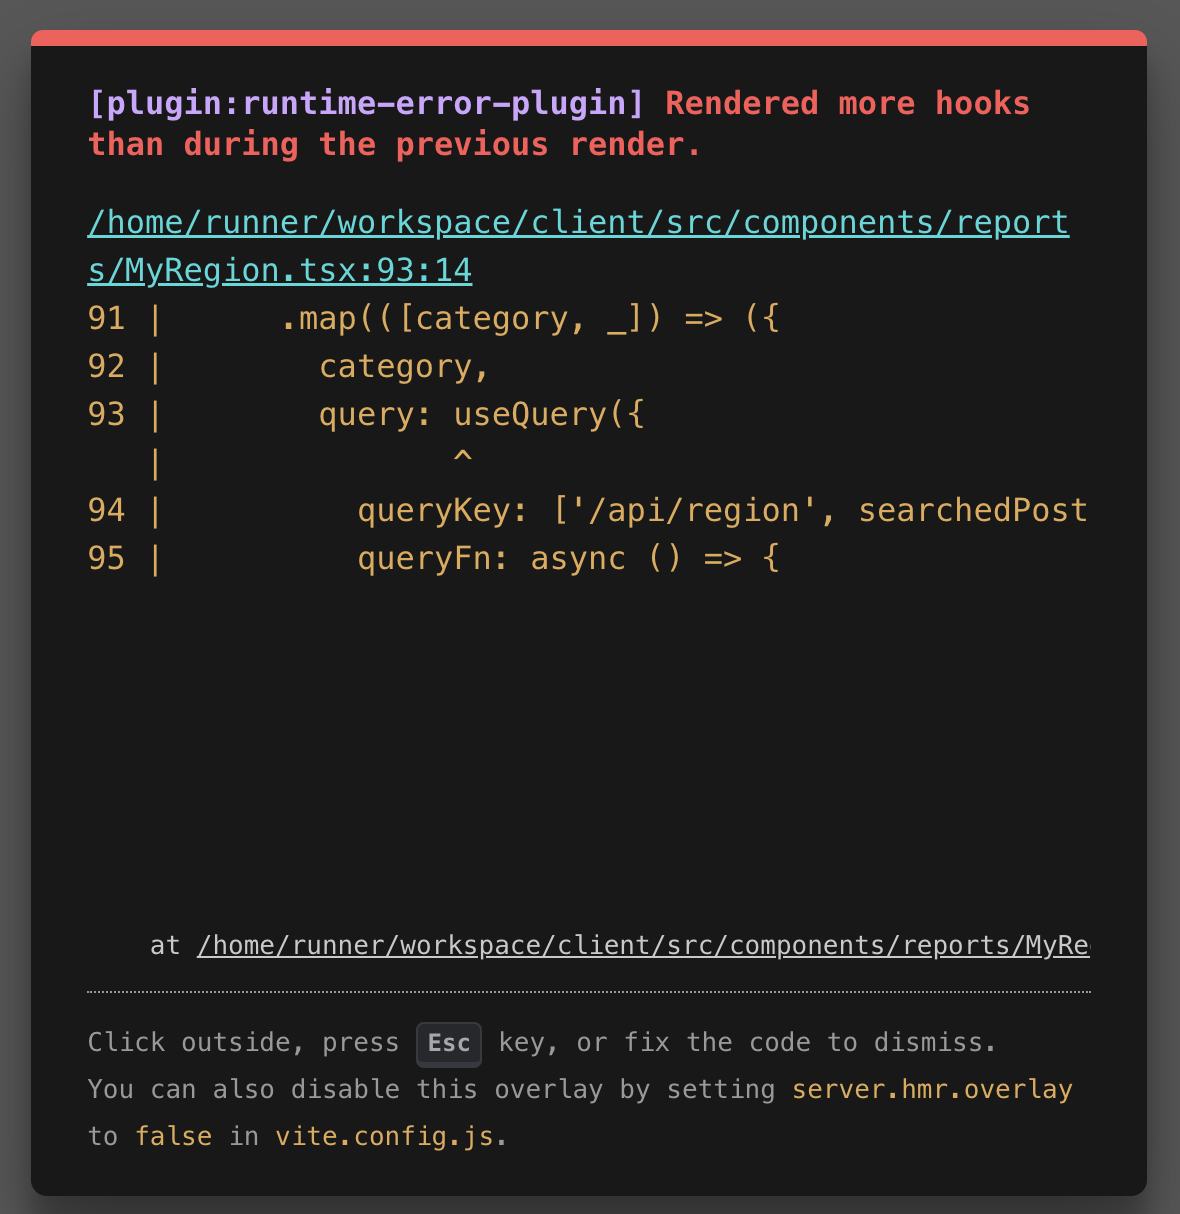 [plugin:runtime-error-plugin] Rendered more hooks
than during the previous render.
/home/runner/workspace/client/src/components/report
s/MyRegion.tsx:93:14
91 |      .map(([category, _]) => ({
92 |        category,
93 |        query: useQuery({
   |               ^
94 |          queryKey: ['/api/region', searchedPost
95 |          queryFn: async () => {
at /home/runner/workspace/client/src/components/reports/MyRe
Click outside, press Esc key, or fix the code to dismiss.
You can also disable this overlay by setting server.hmr.overlay
to false in vite.config.js.